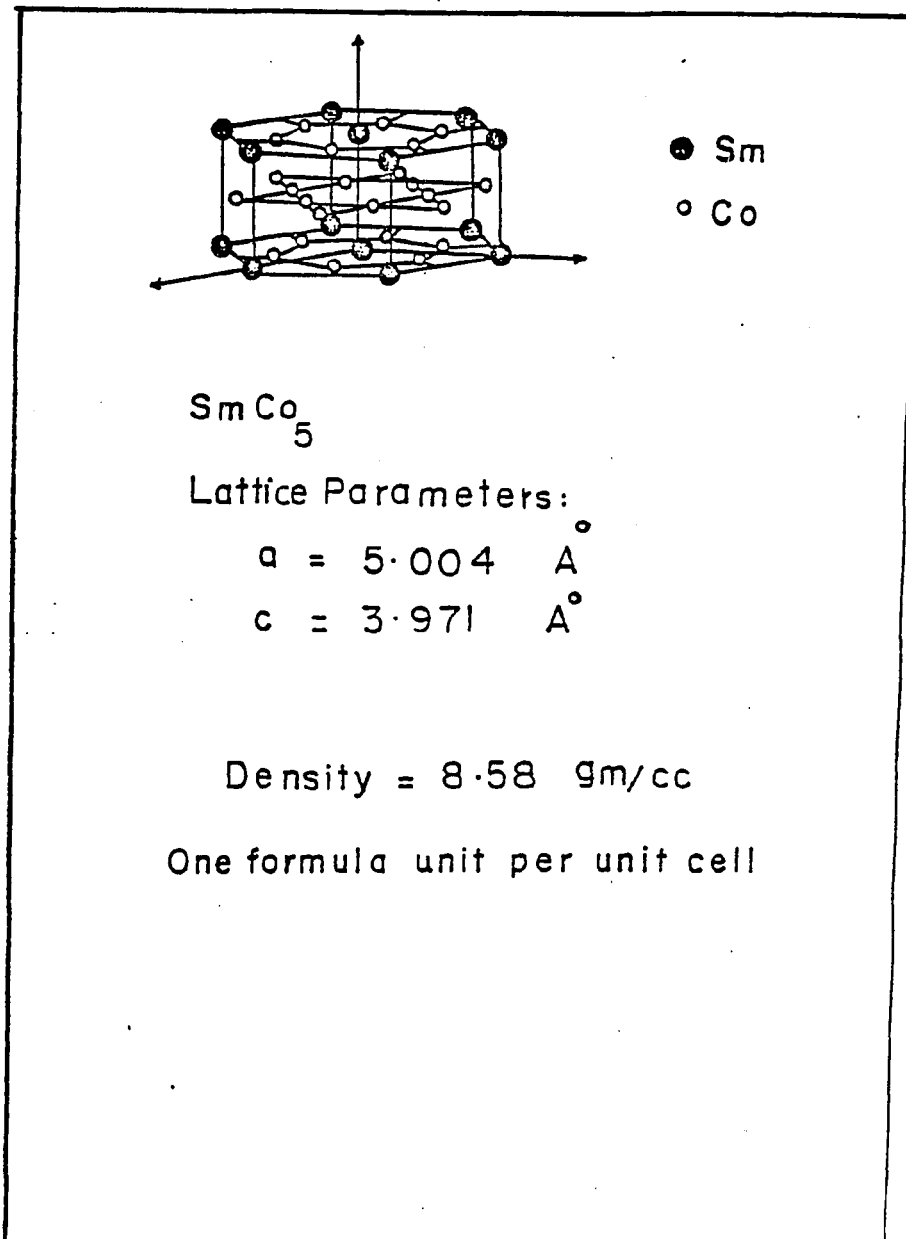 Sm
Co
SmCo5
Lattice Parameters:
a = 5.004 A°
c = 3.971 A°
Density = 8.58 gm/cc
One formula unit per unit cell